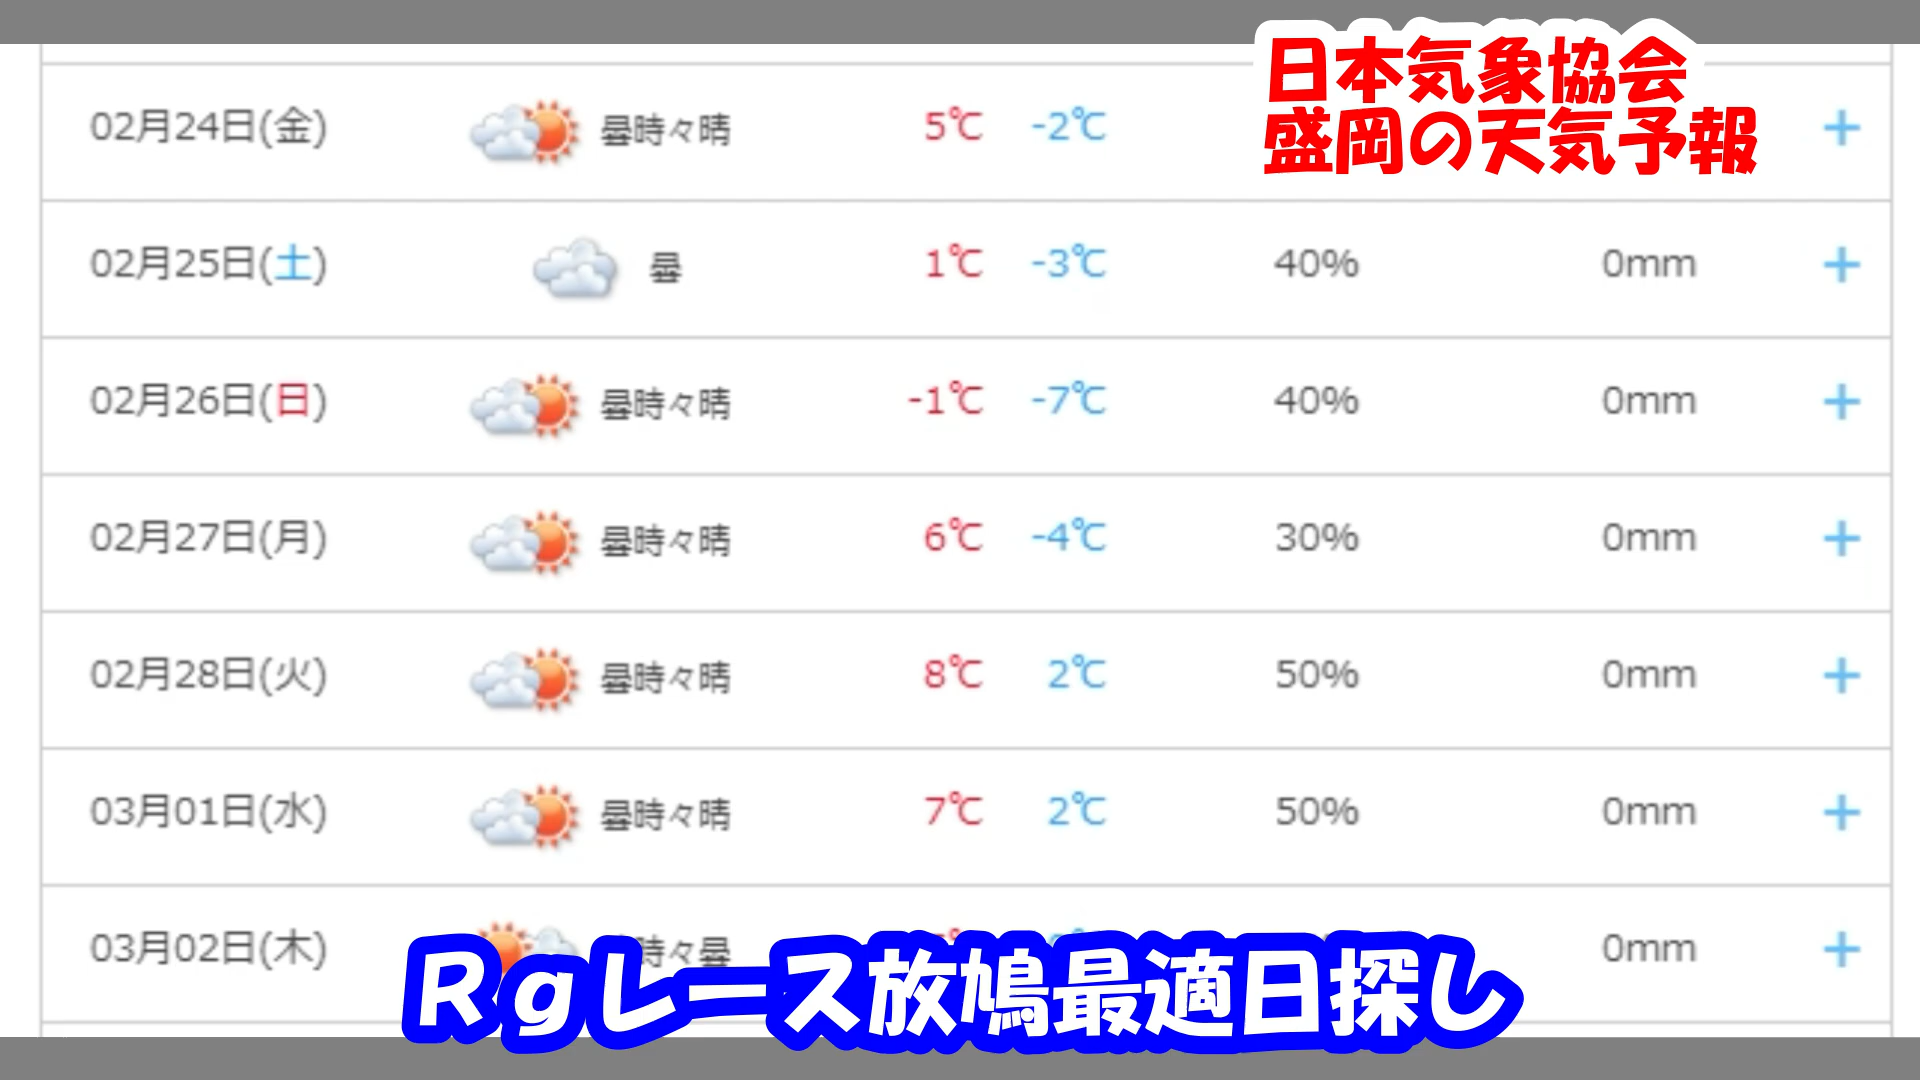 日本気象協会
盛岡の天気予報
02月24日(金) 曇時々晴 5℃ -2℃ +
02月25日(土) 曇 1℃ -3℃ 40% 0mm +
02月26日(日) 曇時々晴 -1℃ -7℃ 40% 0mm +
02月27日(月) 曇時々晴 6℃ -4℃ 30% 0mm +
02月28日(火) 曇時々晴 8℃ 2℃ 50% 0mm +
03月01日(水) 曇時々晴 7℃ 2℃ 50% 0mm +
03月02日(木) 時々曇 0mm +
Rgレース放鳩最適日探し